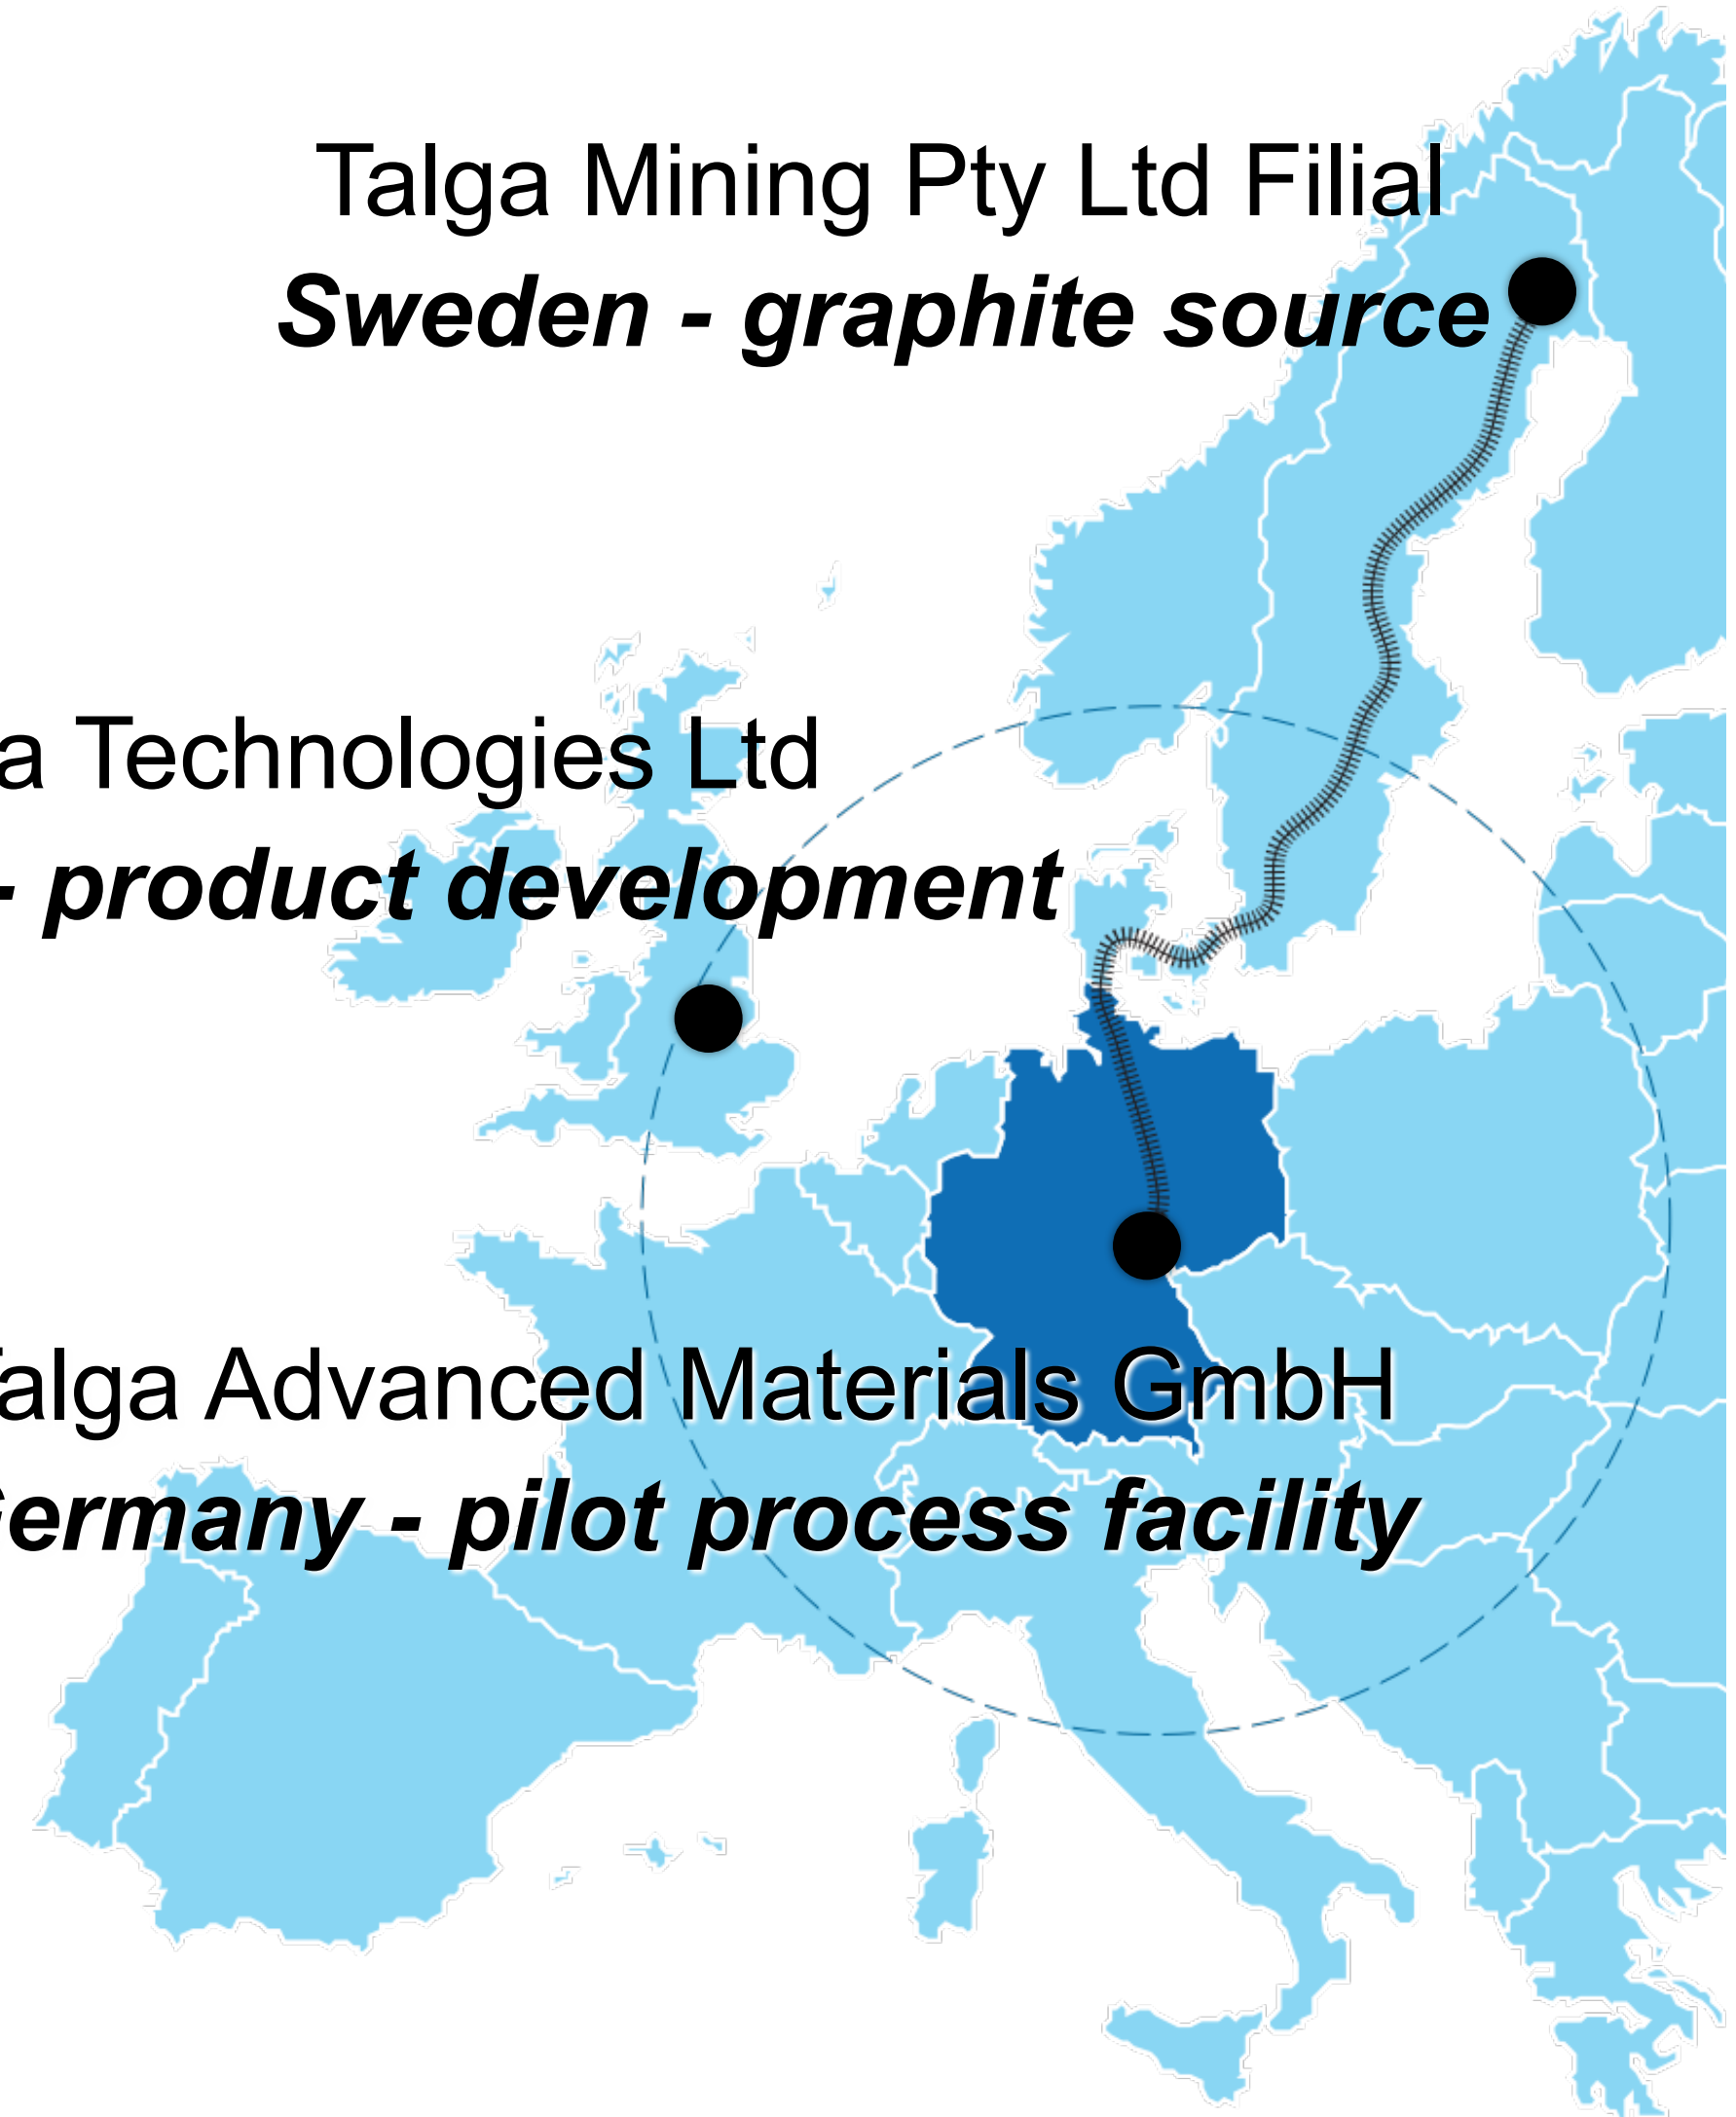 Talga Mining Pty Ltd Filial
Sweden - graphite source
a Technologies Ltd
- product development
alga Advanced Materials GmbH
ermany - pilot process facility